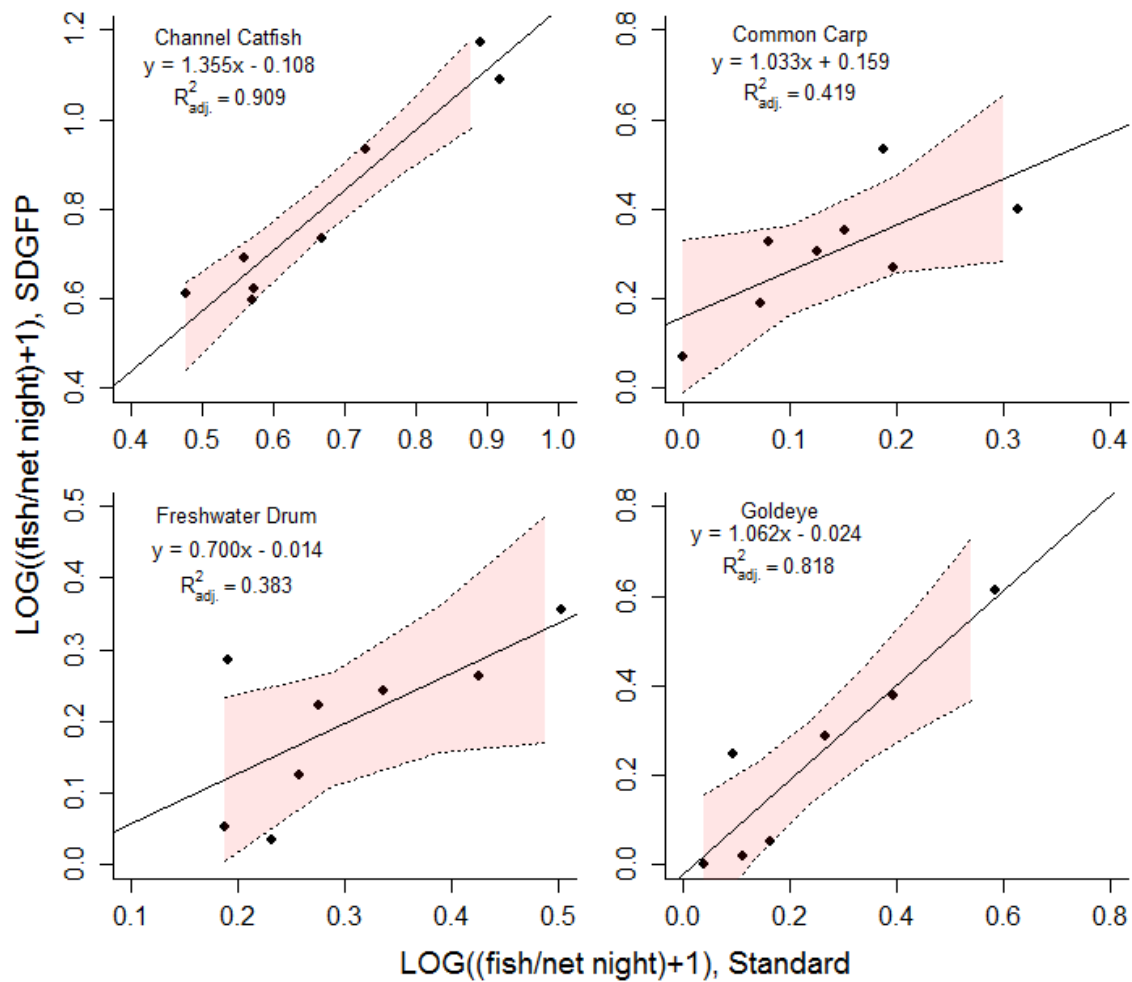 LOG((fish/net night)+1), SDGFP
Channel Catfish
y = 1.355x - 0.108
R²adj. = 0.909
1.2
1.0
0.8
0.6
0.4
0.4 0.5 0.6 0.7 0.8 0.9 1.0
Common Carp
y = 1.033x + 0.159
R²adj. = 0.419
0.8
0.6
0.4
0.2
0.0
0.0 0.1 0.2 0.3 0.4
Freshwater Drum
y = 0.700x - 0.014
R²adj. = 0.383
0.5
0.4
0.3
0.2
0.1
0.0
0.1 0.2 0.3 0.4 0.5
Goldeye
y = 1.062x - 0.024
R²adj. = 0.818
0.8
0.6
0.4
0.2
0.0
0.0 0.2 0.4 0.6 0.8
LOG((fish/net night)+1), Standard